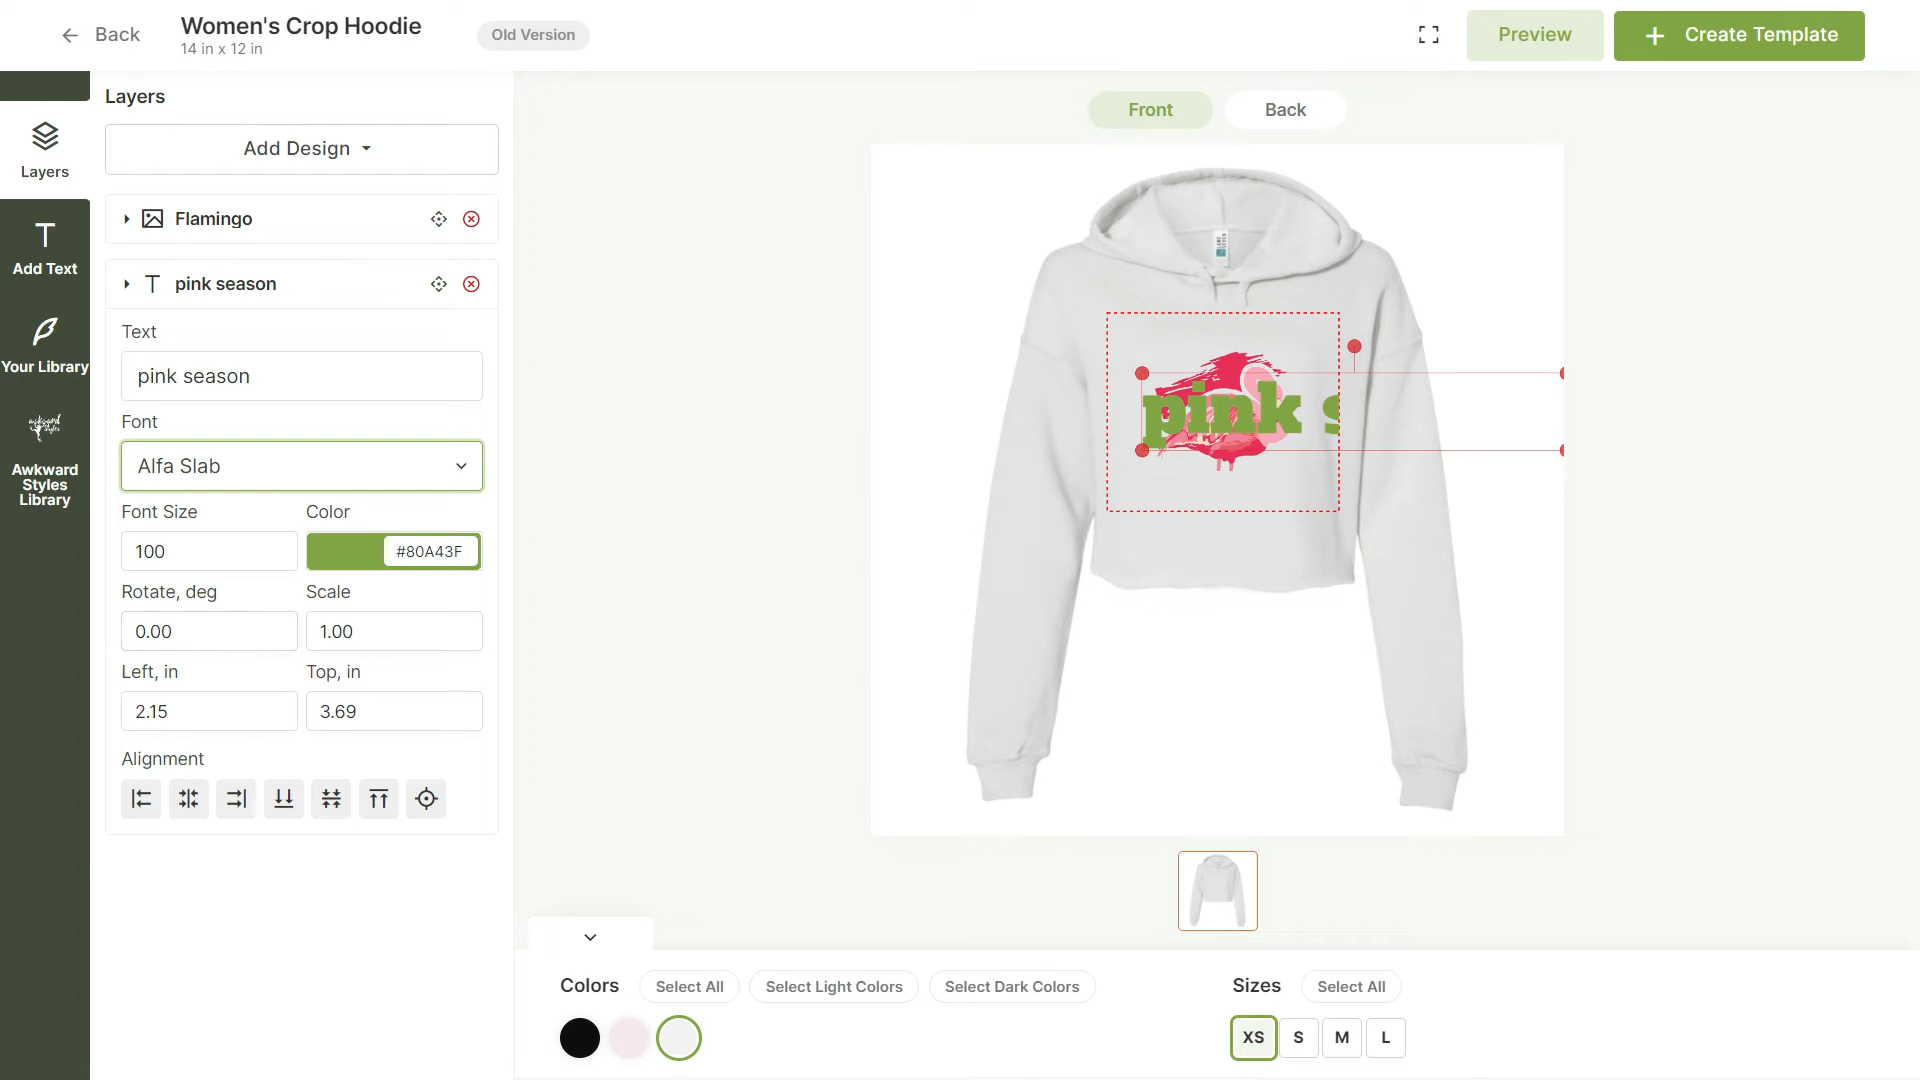 Back
Women's Crop Hoodie
14 in x 12 in
Old Version
Preview
+ Create Template
Layers
Add Design
Front
Back
Layers
Flamingo
Add Text
pink season
Text
pink season
Your Library
Font
Alfa Slab
pink s
Awkward
Styles
Library
Font Size
Color
100
#80A43F
Rotate, deg
Scale
0.00
1.00
Left, in
Top, in
2.15
3.69
Alignment
Colors
Select All
Select Light Colors
Select Dark Colors
Sizes
Select All
XS
S
M
L